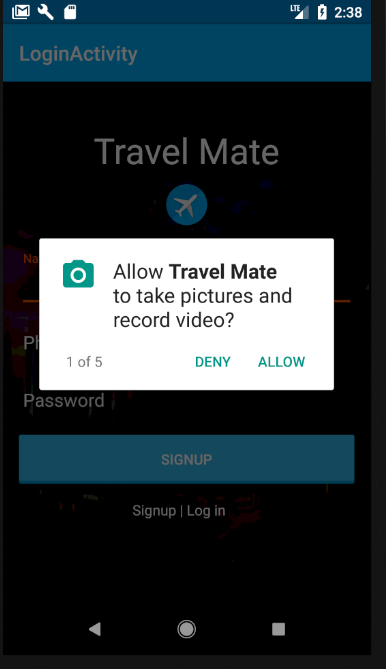 LTE 2:38
LoginActivity
Travel Mate
Allow Travel Mate
to take pictures and
record video?
1 of 5 DENY ALLOW
Password
SIGNUP
Signup | Log in